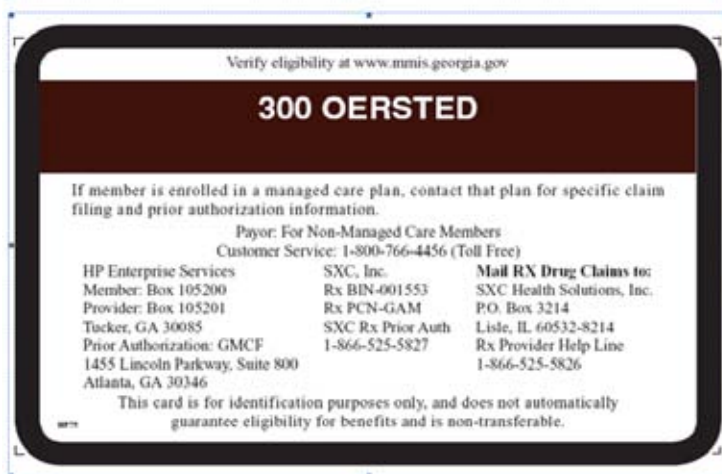 Verify eligibility at www.mmis.georgia.gov
300 OERSTED
If member is enrolled in a managed care plan, contact that plan for specific claim
filing and prior authorization information.
Payor: For Non-Managed Care Members
Customer Service: 1-800-766-4456 (Toll Free)
HP Enterprise Services
Member: Box 105200
Provider: Box 105201
Tucker, GA 30085
Prior Authorization: GMCF
1455 Lincoln Parkway, Suite 800
Atlanta, GA 30346
SXC, Inc.
Rx BIN-001553
Rx PCN-GAM
SXC Rx Prior Auth
1-866-525-5827
Mail RX Drug Claims to:
SXC Health Solutions, Inc.
P.O. Box 3214
Lisle, IL 60532-8214
Rx Provider Help Line
1-866-525-5826
This card is for identification purposes only, and does not automatically
guarantee eligibility for benefits and is non-transferable.